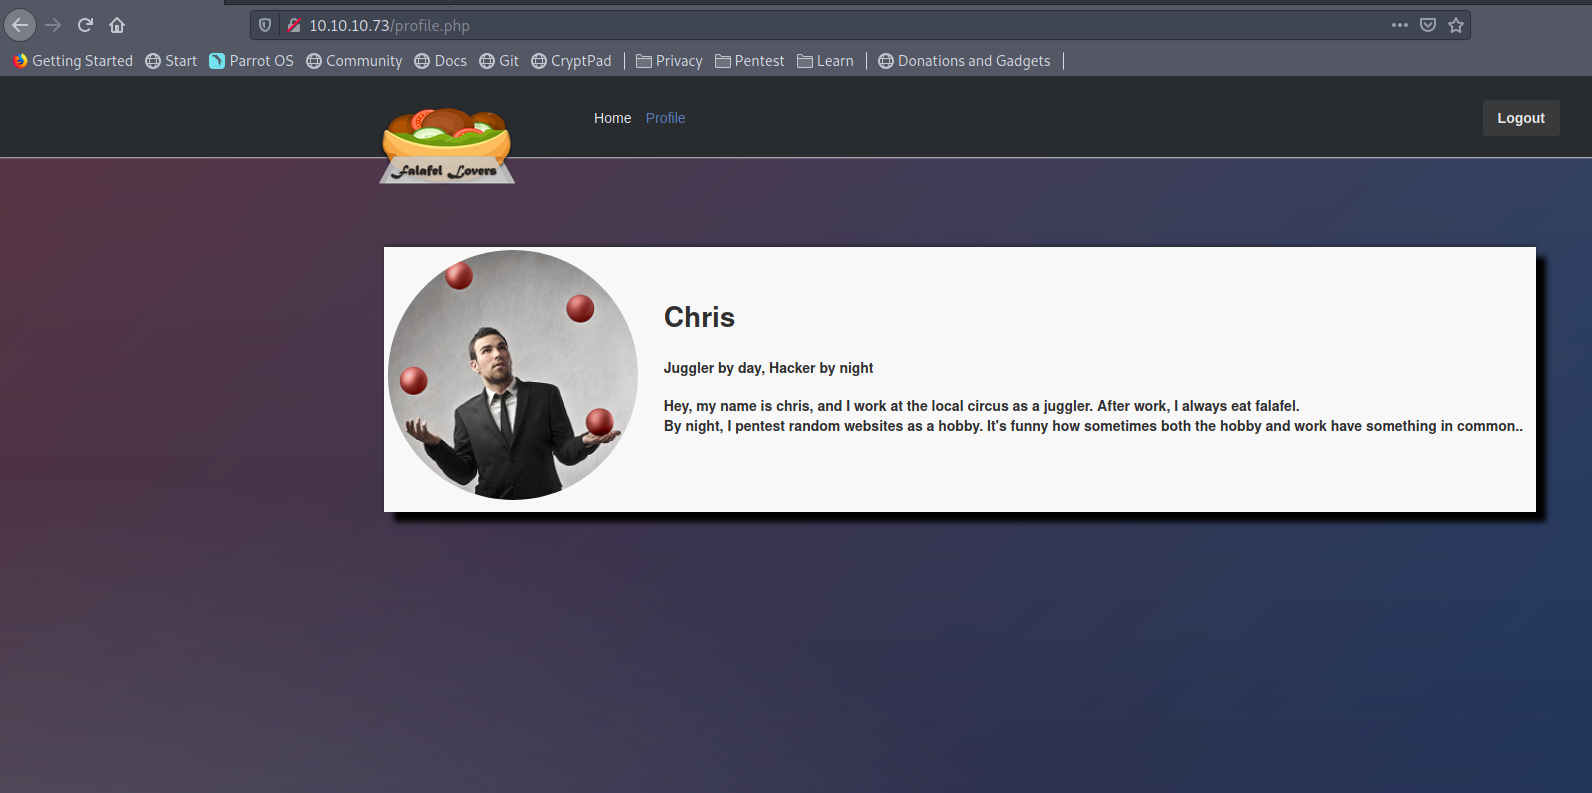 10.10.10.73/profile.php
Getting Started Start Parrot OS Community Docs Git CryptPad Privacy Pentest Learn Donations and Gadgets
Home Profile Logout
Falafel Lovers
Chris
Juggler by day, Hacker by night
Hey, my name is chris, and I work at the local circus as a juggler. After work, I always eat falafel.
By night, I pentest random websites as a hobby. It's funny how sometimes both the hobby and work have something in common..